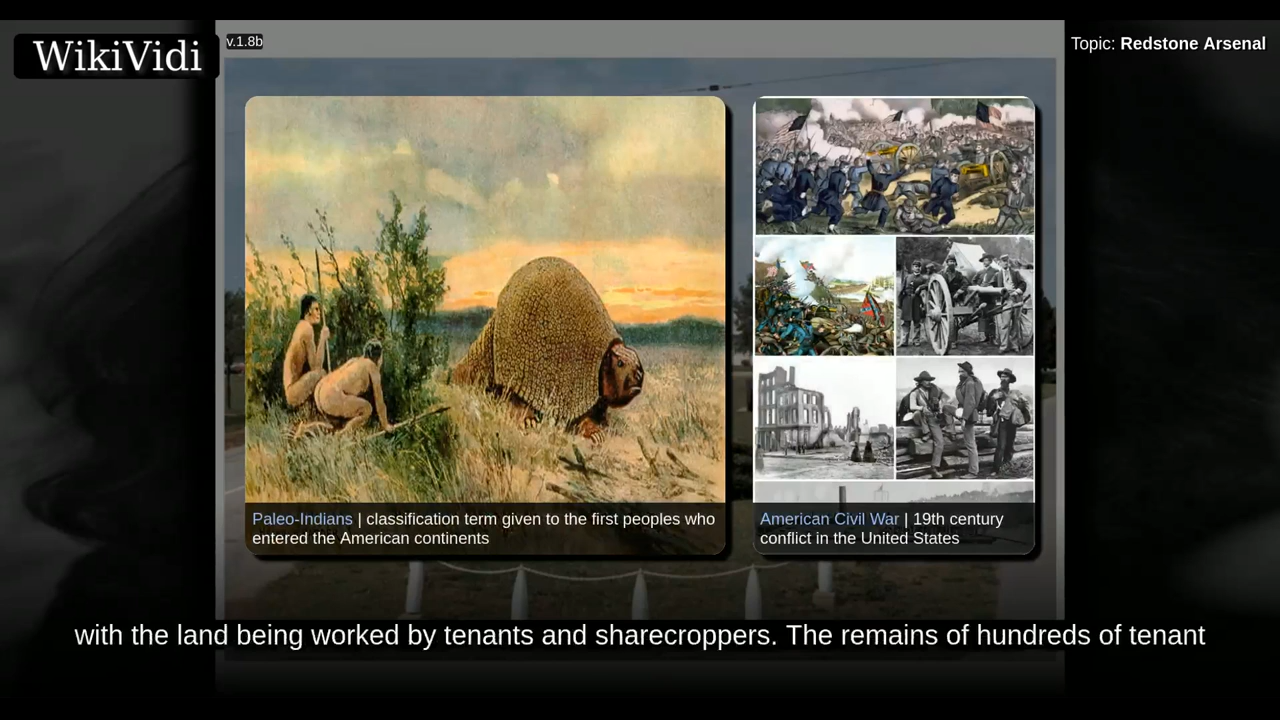 WikiVidi
v.1.8b
Topic: Redstone Arsenal
Paleo-Indians | classification term given to the first peoples who
entered the American continents
American Civil War | 19th century
conflict in the United States
with the land being worked by tenants and sharecroppers. The remains of hundreds of tenant